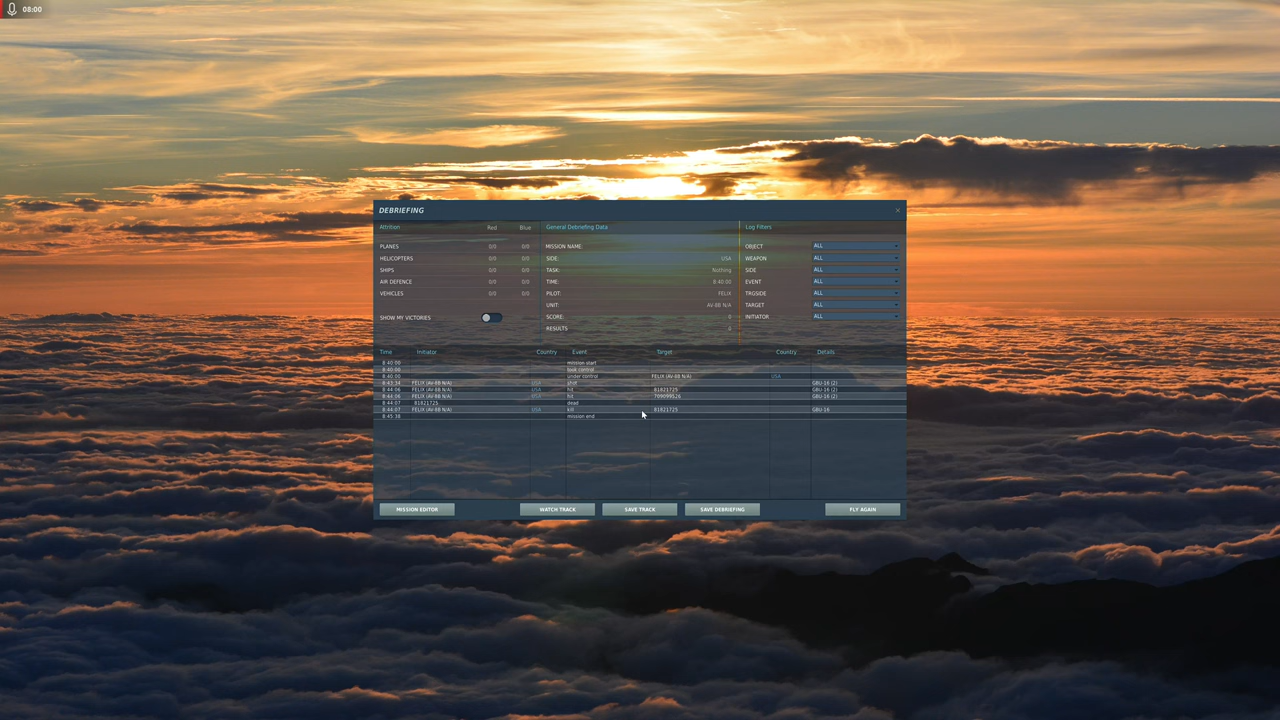 08:00
DEBRIEFING
Attrition Red Blue
PLANES 0/0 0/0
HELICOPTERS 0/0 0/0
SHIPS 0/0 0/0
AIR DEFENCE 0/0 0/0
VEHICLES 0/0 0/0
SHOW MY VICTORIES
General Debriefing Data
MISSION NAME:
SIDE: USA
TASK: Nothing
TIME: 8:40:00
PILOT: FELIX
UNIT: AV-8B N/A
SCORE: 0
RESULTS 0
Log Filters
OBJECT ALL
WEAPON ALL
SIDE ALL
EVENT ALL
TRGSIDE ALL
TARGET ALL
INITIATOR ALL
Time Initiator Country Event Target Country Details
8:40:00 mission start
8:40:00 took control
8:40:00 under control FELIX (AV-8B N/A) USA
8:43:34 FELIX (AV-8B N/A) USA shot GBU-16 (2)
8:44:06 FELIX (AV-8B N/A) USA hit 81821725 GBU-16 (2)
8:44:06 FELIX (AV-8B N/A) USA hit GBU-16 (2)
8:44:07 81821725 dead
8:44:07 FELIX (AV-8B N/A) USA kill 81821725 GBU-16
8:45:38 mission end
MISSION EDITOR WATCH TRACK SAVE TRACK SAVE DEBRIEFING FLY AGAIN